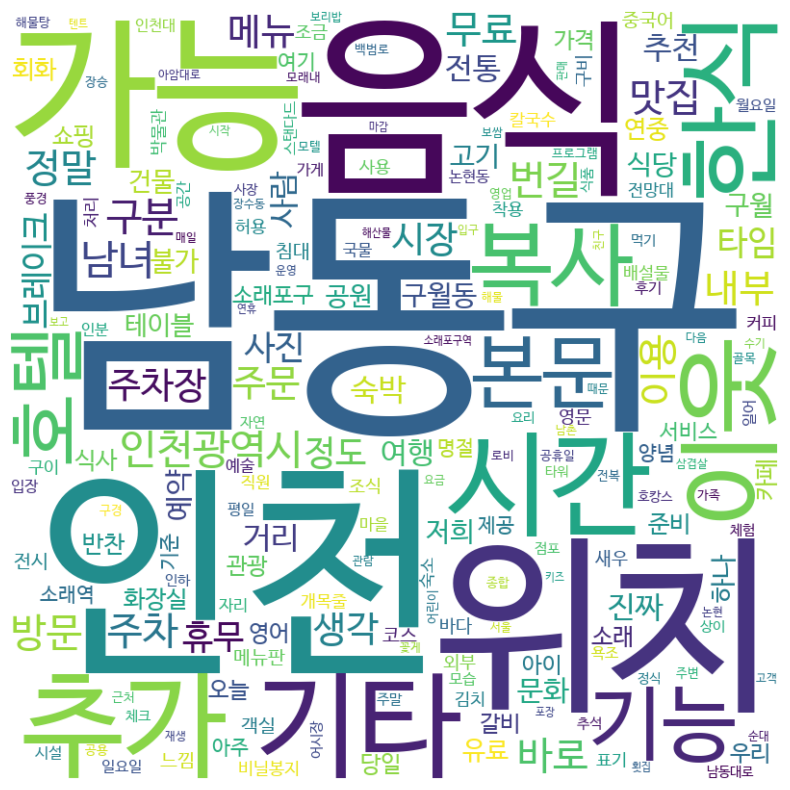 해물탕
텐트
보리밥
인천대
메뉴
조금
백범로
무료
가격
중국어
추천
회화
장승
아암대로
여기
모래내
전통
구비
판매
맛집
월요일
한식
가능
음식
쇼핑
박물관
시작
스탠다드
모텔
마감
보쌈
칼국수
프로그램
연중
정말
건물
가게
사용
고기
논현동
영업
식품
식당
전망대
풍경
공간
사람
사장
장수동
번길
브레이크
구분
처리
매일
허용
해산물
입구
착용
친구
먹기
구월
남동구
남녀
불가
침대
국물
시장
복사
배설물
타임
운영
연휴
소래포구
공원
구월동
후기
내부
호텔
보고
인분
테이블
사진
소래포구역
커피
다음
수기
주차장
주문
숙박
본문
이용
골목
이웃
자연
요리
영문
때문
일어
인천광역시
정도
여행
명절
남촌
서비스
구이
식사
예술
로비
공휴일
타워
양념
전복
삼겹살
카페
입장
예약
직원
조식
요금
호캉스
가족
인천
시간
구경
평일
마을
반찬
기준
거리
저희
제공
점포
준비
체험
전시
관광
관람
위치
종합
키즈
새우
하나
소래역
화장실
인하
자리
개목줄
어린이
숙소
논현
방문
주차
휴무
영어
생각
코스
바다
서울
진짜
상이
꽃게
소래
메뉴판
외부
욕조
추가
오늘
기타
모습
아이
정식
주변
기능
고객
근처
체크
객실
주말
김치
문화
시설
재생
공용
아주
어시장
갈비
포장
추석
우리
순대
느낌
유료
바로
표기
일요일
비닐봉지
당일
횟집
남동대로